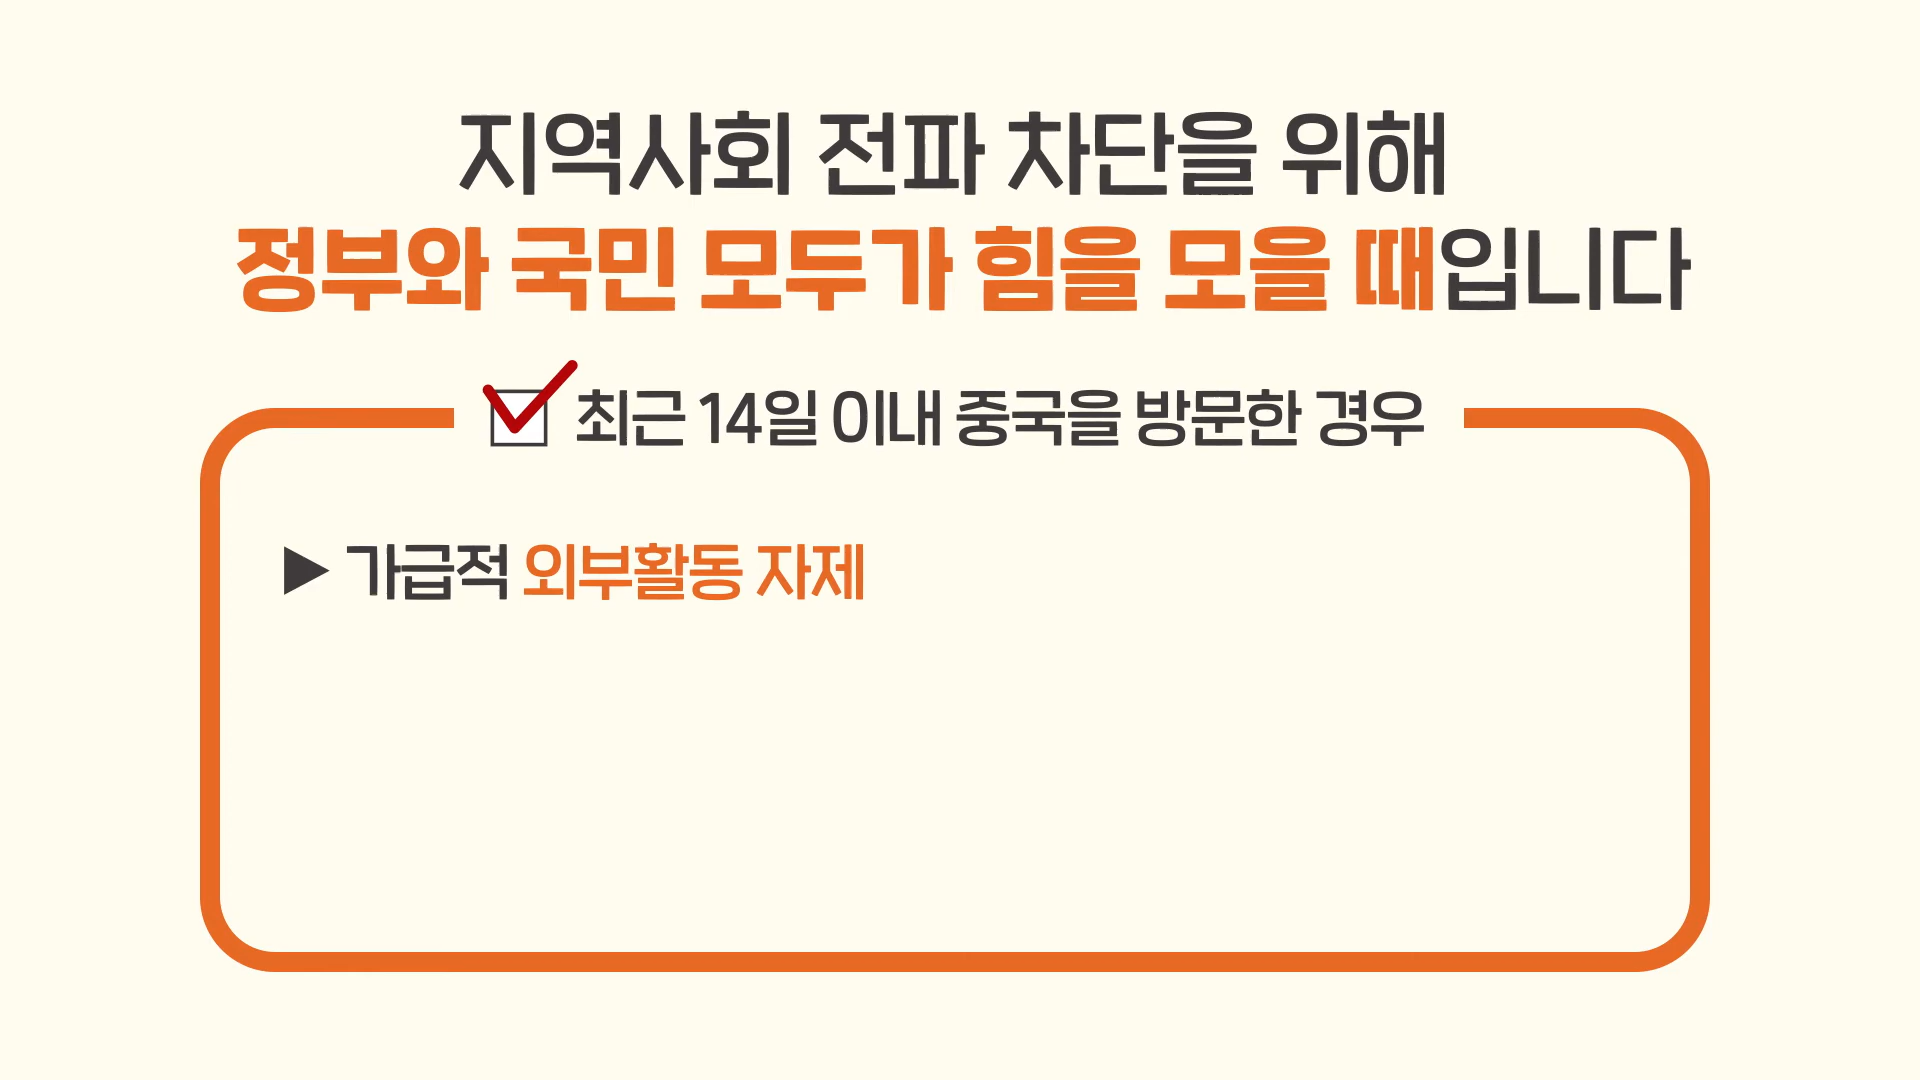 지역사회 전파 차단을 위해
정부와 국민 모두가 힘을 모을 때입니다
최근 14일 이내 중국을 방문한 경우
▶ 가급적 외부활동 자제